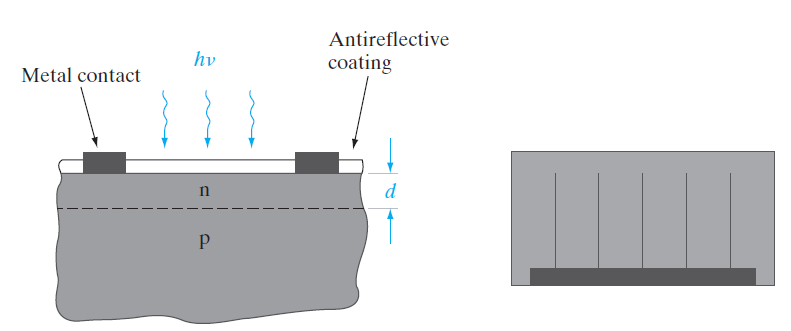 Antireflective
coating
hν
Metal contact
n
d
p